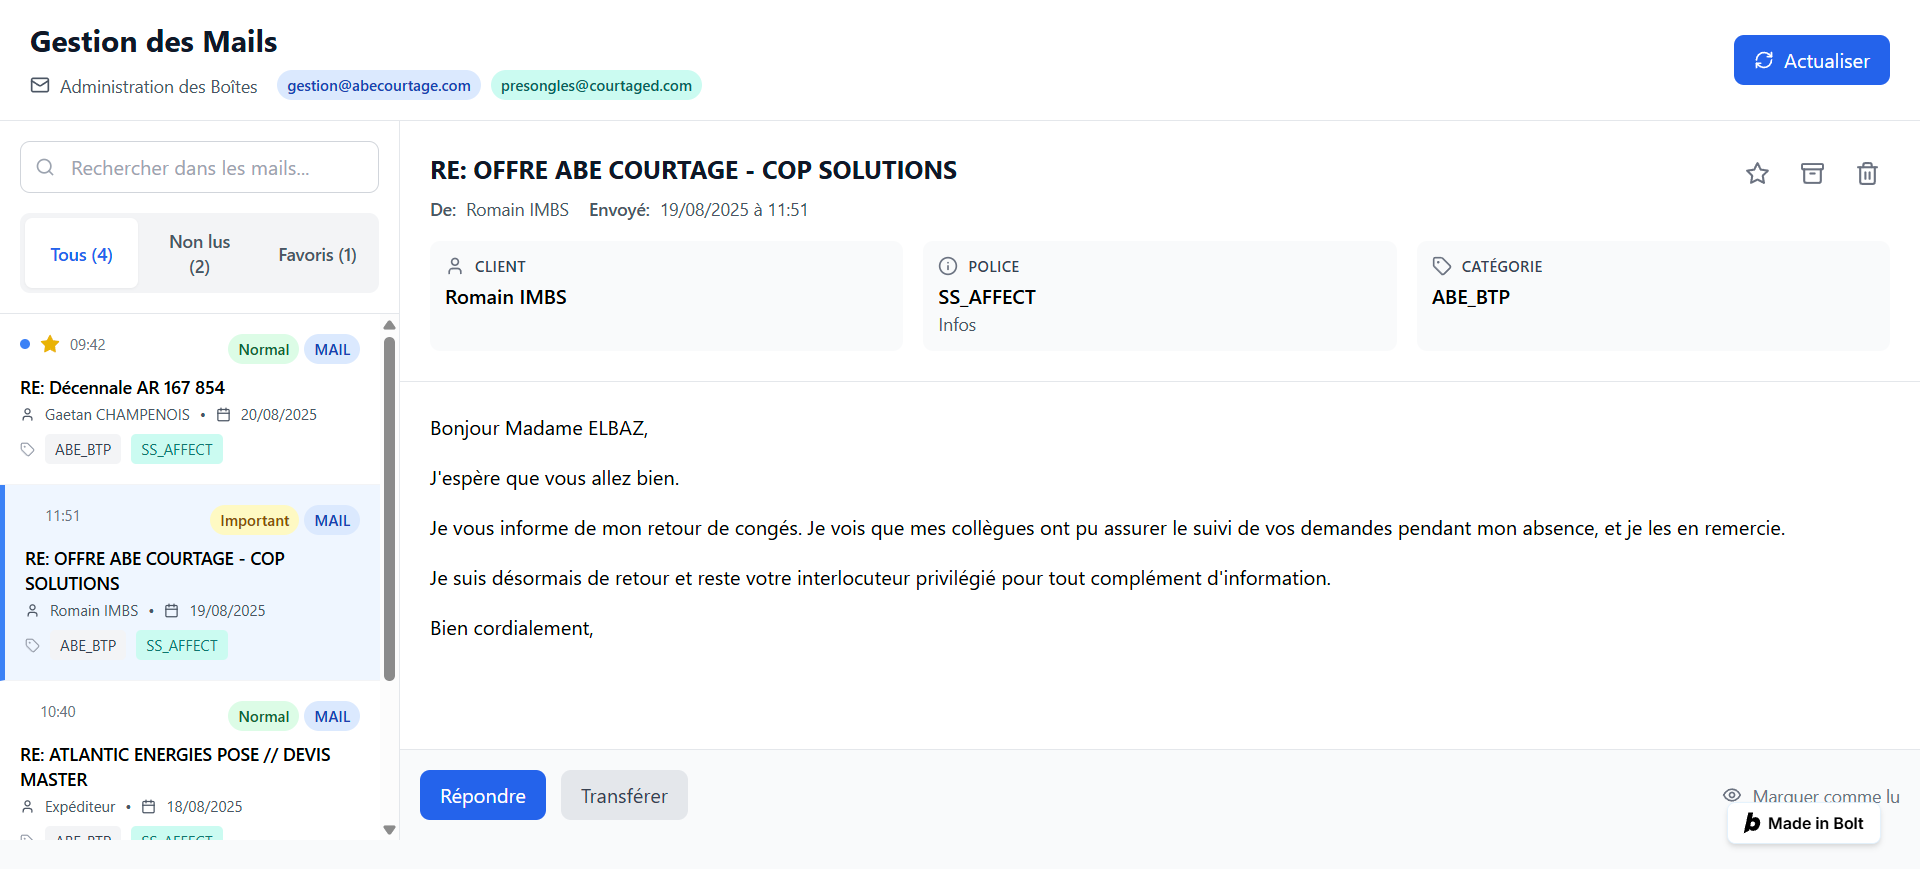 Gestion des Mails
Administration des Boîtes gestion@abecourtage.com presongles@courtaged.com
Actualiser
Rechercher dans les mails...
Tous (4)
Non lus
(2)
Favoris (1)
09:42 Normal MAIL
RE: Décennale AR 167 854
Gaetan CHAMPENOIS • 20/08/2025
ABE_BTP SS_AFFECT
11:51 Important MAIL
RE: OFFRE ABE COURTAGE - COP
SOLUTIONS
Romain IMBS • 19/08/2025
ABE_BTP SS_AFFECT
10:40 Normal MAIL
RE: ATLANTIC ENERGIES POSE // DEVIS
MASTER
Expéditeur • 18/08/2025
ABE_BTP SS_AFFECT
RE: OFFRE ABE COURTAGE - COP SOLUTIONS
De: Romain IMBS Envoyé: 19/08/2025 à 11:51
CLIENT
Romain IMBS
POLICE
SS_AFFECT
Infos
CATÉGORIE
ABE_BTP
Bonjour Madame ELBAZ,
J'espère que vous allez bien.
Je vous informe de mon retour de congés. Je vois que mes collègues ont pu assurer le suivi de vos demandes pendant mon absence, et je les en remercie.
Je suis désormais de retour et reste votre interlocuteur privilégié pour tout complément d'information.
Bien cordialement,
Répondre
Transférer
Marquer comme lu
Made in Bolt